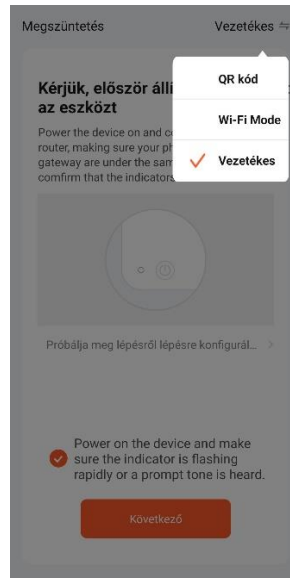 Megszüntetés
Vezetékes
QR kód
Wi-Fi Mode
Vezetékes
Kérjük, először állí
az eszközt
Power the device on and co
router, making sure your ph
gateway are under the sam
comfirm that the indicators
Próbálja meg lépésről lépésre konfigurál...
Power on the device and make
sure the indicator is flashing
rapidly or a prompt tone is heard.
Következő